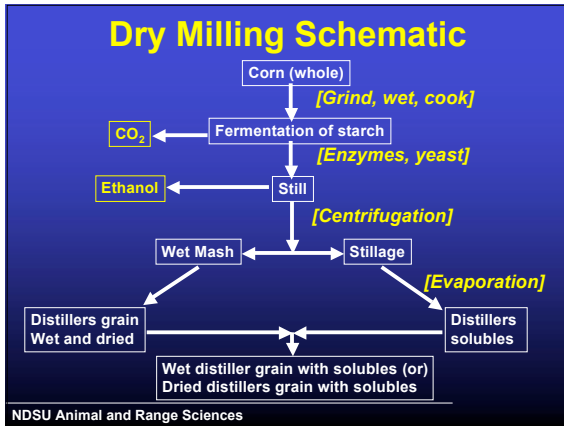 Dry Milling Schematic
Corn (whole)
[Grind, wet, cook]
CO₂
Fermentation of starch
[Enzymes, yeast]
Ethanol
Still
[Centrifugation]
Wet Mash
Stillage
[Evaporation]
Distillers grain
Wet and dried
Distillers
solubles
Wet distiller grain with solubles (or)
Dried distillers grain with solubles
NDSU Animal and Range Sciences